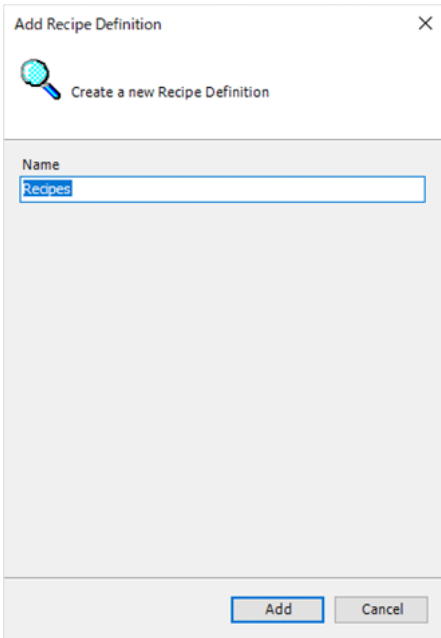 Add Recipe Definition
Create a new Recipe Definition
Name
Recipes
Add Cancel